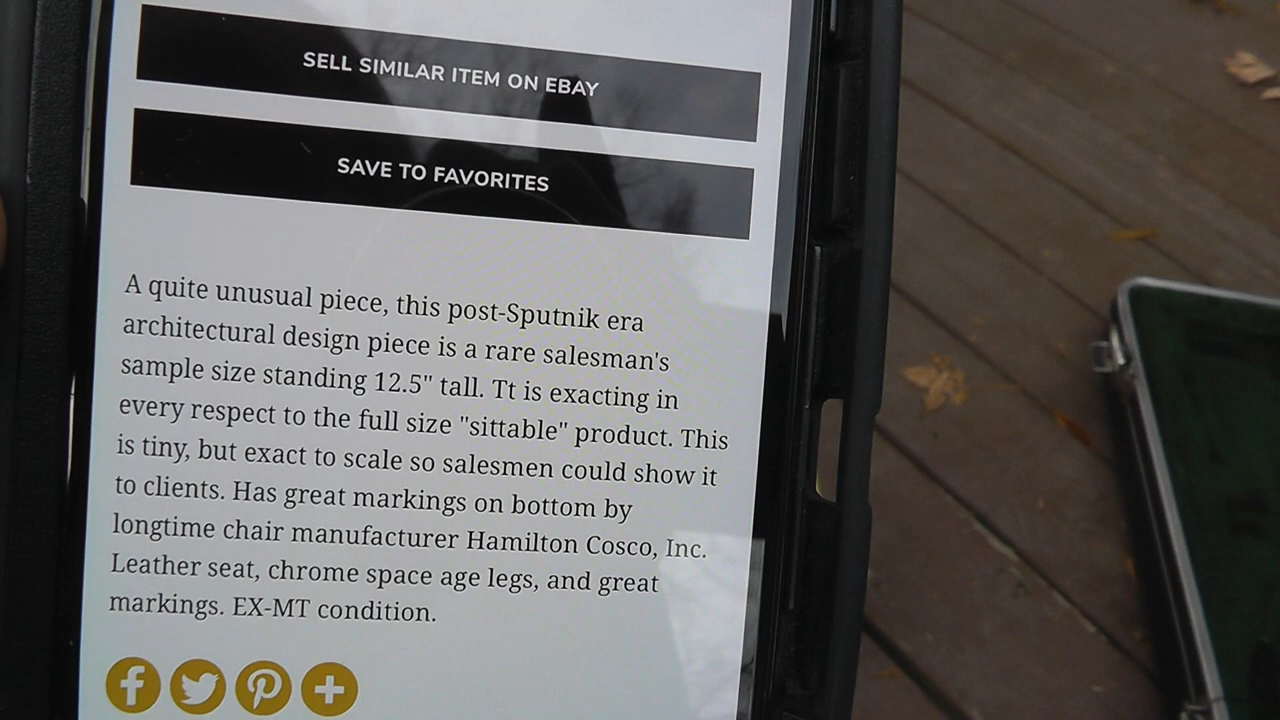 SELL SIMILAR ITEM ON EBAY
SAVE TO FAVORITES
A quite unusual piece, this post-Sputnik era
architectural design piece is a rare salesman's
sample size standing 12.5" tall. Tt is exacting in
every respect to the full size "sittable" product. This
is tiny, but exact to scale so salesmen could show it
to clients. Has great markings on bottom by
longtime chair manufacturer Hamilton Cosco, Inc.
Leather seat, chrome space age legs, and great
markings. EX-MT condition.